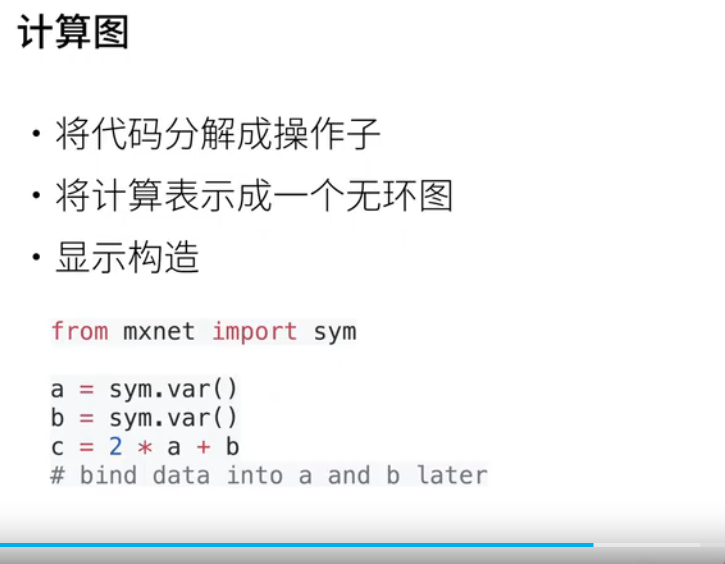 计算图
• 将代码分解成操作子
• 将计算表示成一个无环图
• 显示构造
from mxnet import sym
a = sym.var()
b = sym.var()
c = 2 * a + b
# bind data into a and b later